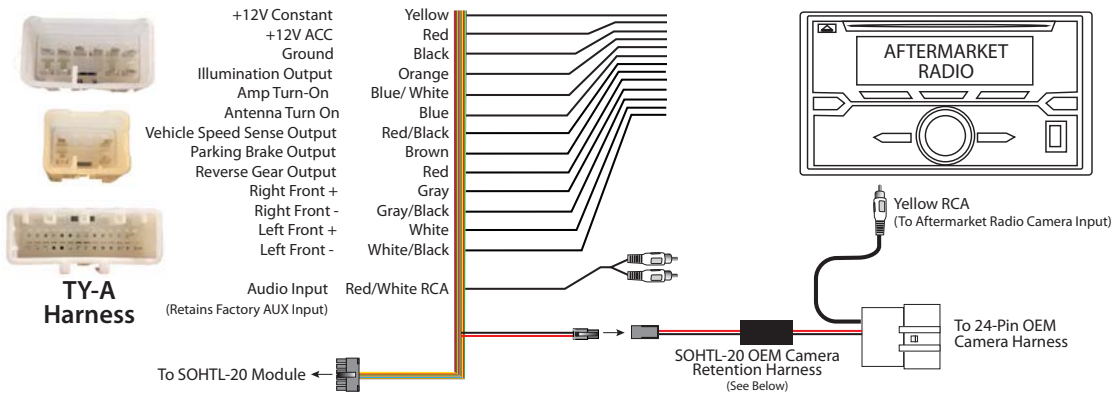 +12V Constant Yellow
+12V ACC Red
Ground Black
Illumination Output Orange
Amp Turn-On Blue/ White
Antenna Turn On Blue
Vehicle Speed Sense Output Red/Black
Parking Brake Output Brown
Reverse Gear Output Red
Right Front + Gray
Right Front - Gray/Black
Left Front + White
Left Front - White/Black
Audio Input Red/White RCA
(Retains Factory AUX Input)
TY-A
Harness
To SOHTL-20 Module
AFTERMARKET
RADIO
Yellow RCA
(To Aftermarket Radio Camera Input)
To 24-Pin OEM
Camera Harness
SOHTL-20 OEM Camera
Retention Harness
(See Below)